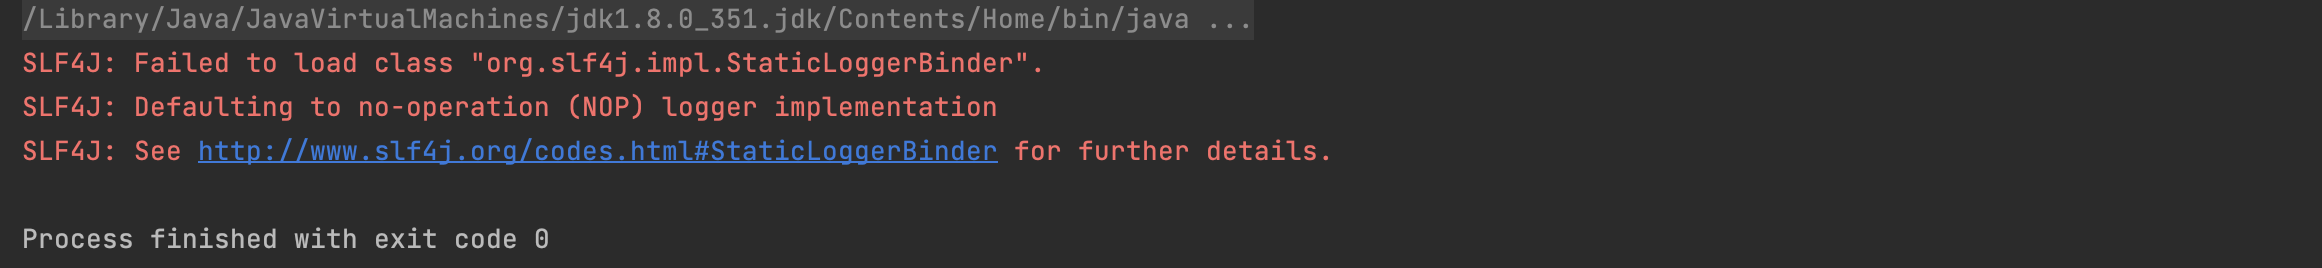 /Library/Java/JavaVirtualMachines/jdk1.8.0_351.jdk/Contents/Home/bin/java ...
SLF4J: Failed to load class "org.slf4j.impl.StaticLoggerBinder".
SLF4J: Defaulting to no-operation (NOP) logger implementation
SLF4J: See http://www.slf4j.org/codes.html#StaticLoggerBinder for further details.
Process finished with exit code 0